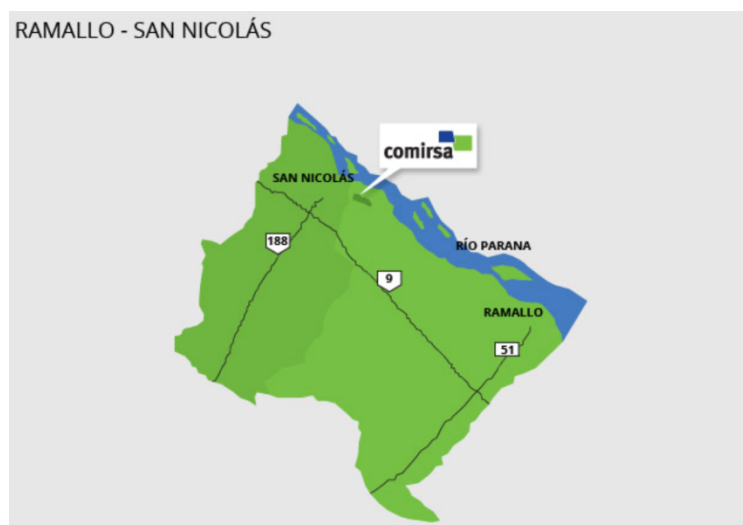 RAMALLO - SAN NICOLÁS
comirsa
SAN NICOLÁS
188
RÍO PARANA
9
RAMALLO
51